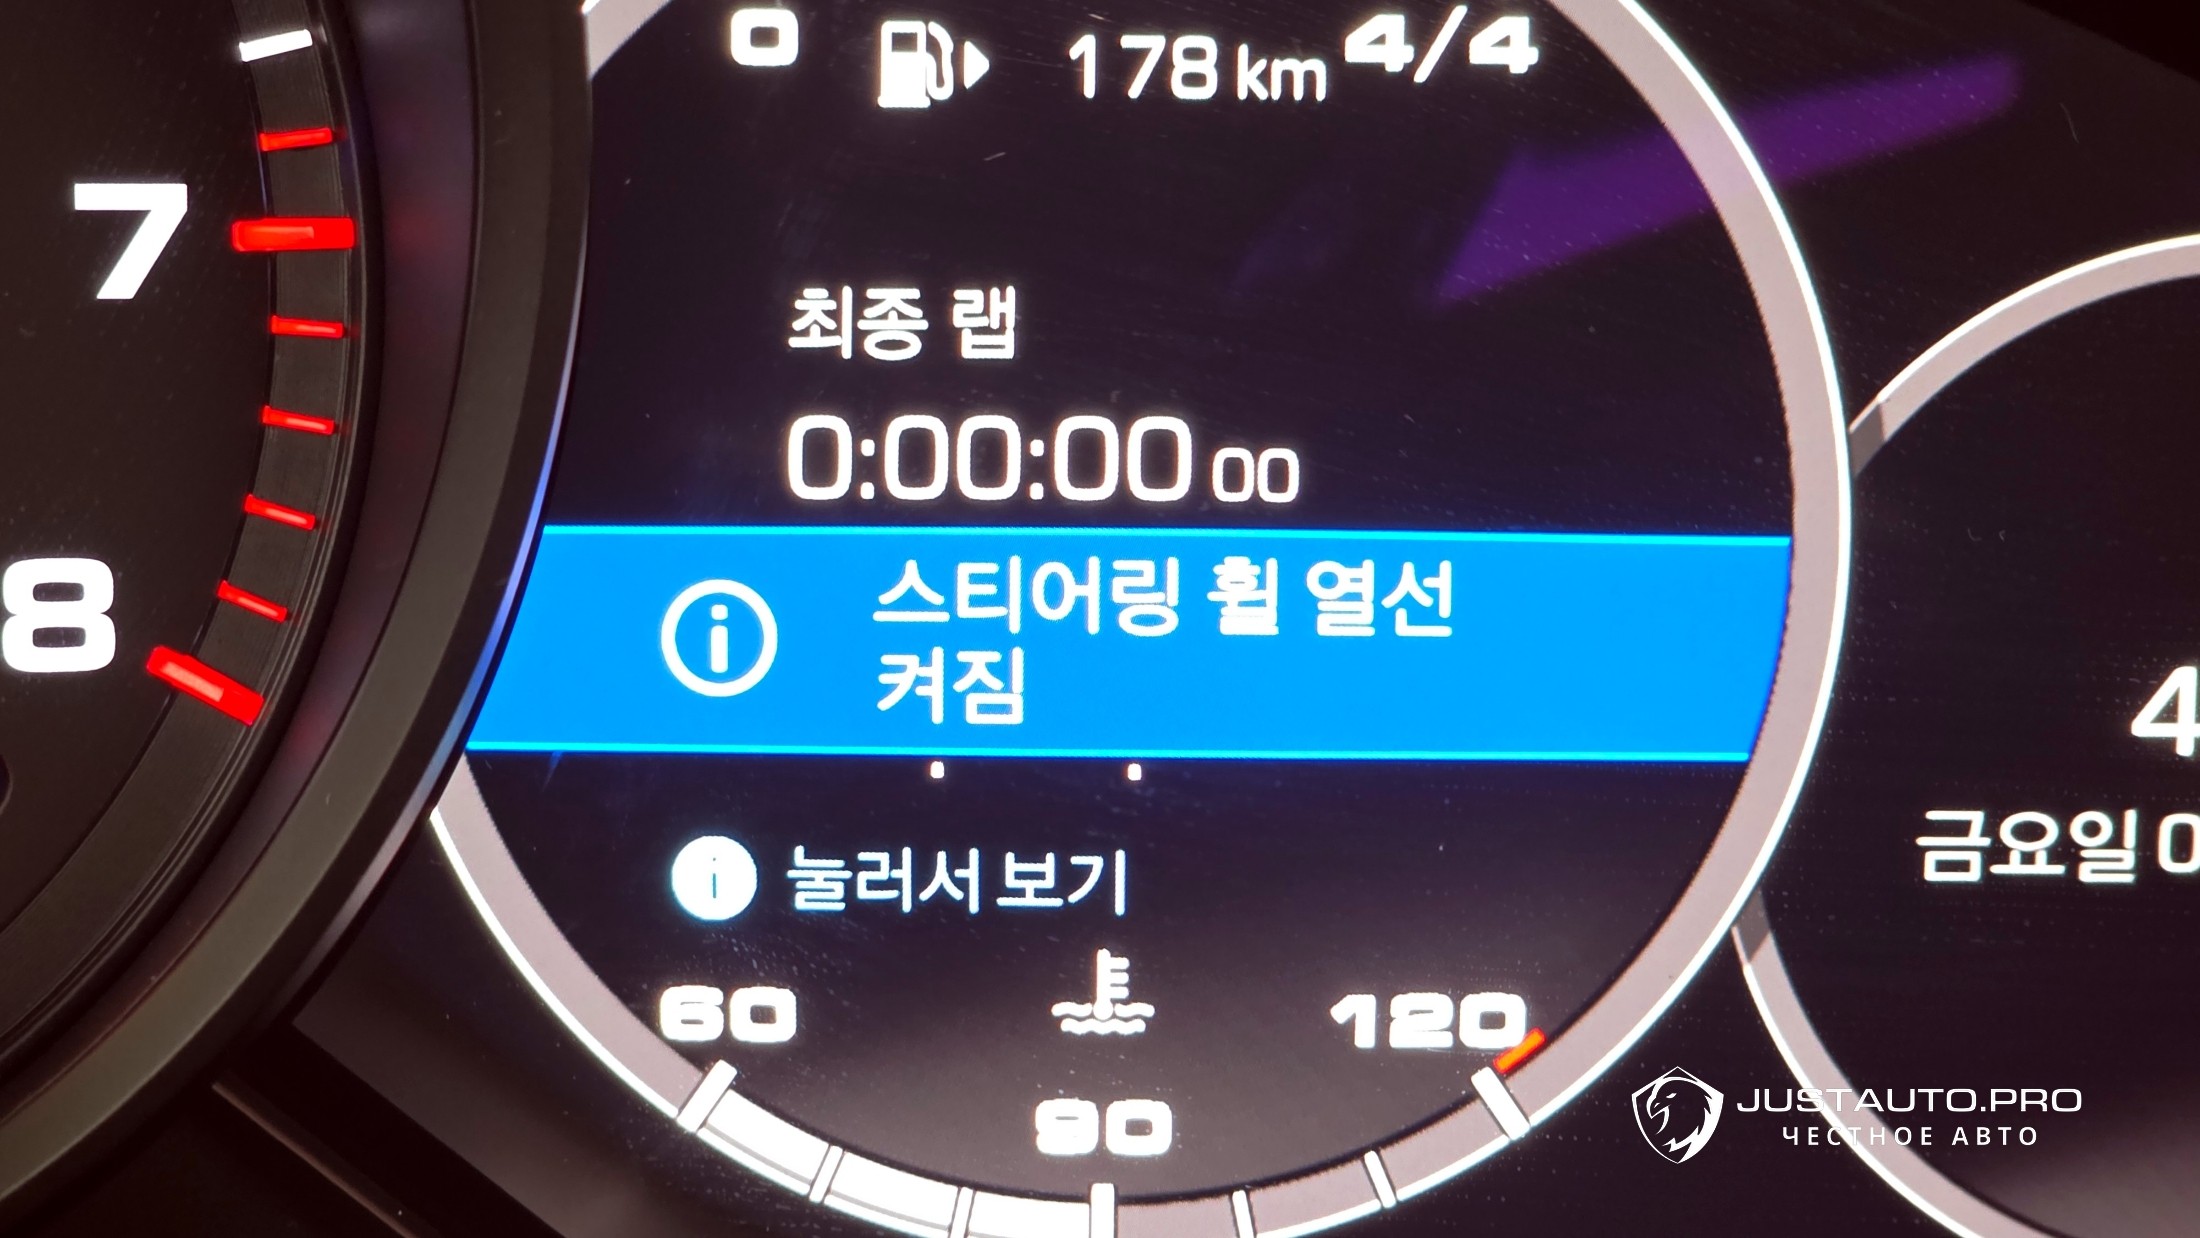 0 178 km 4/4
7
최종 랩
0:00:00 00
스티어링 휠 열선
켜짐
8
4
금요일 0
눌러서 보기
60 120
90
JUSTAUTO.PRO
ЧЕСТНОЕ АВТО